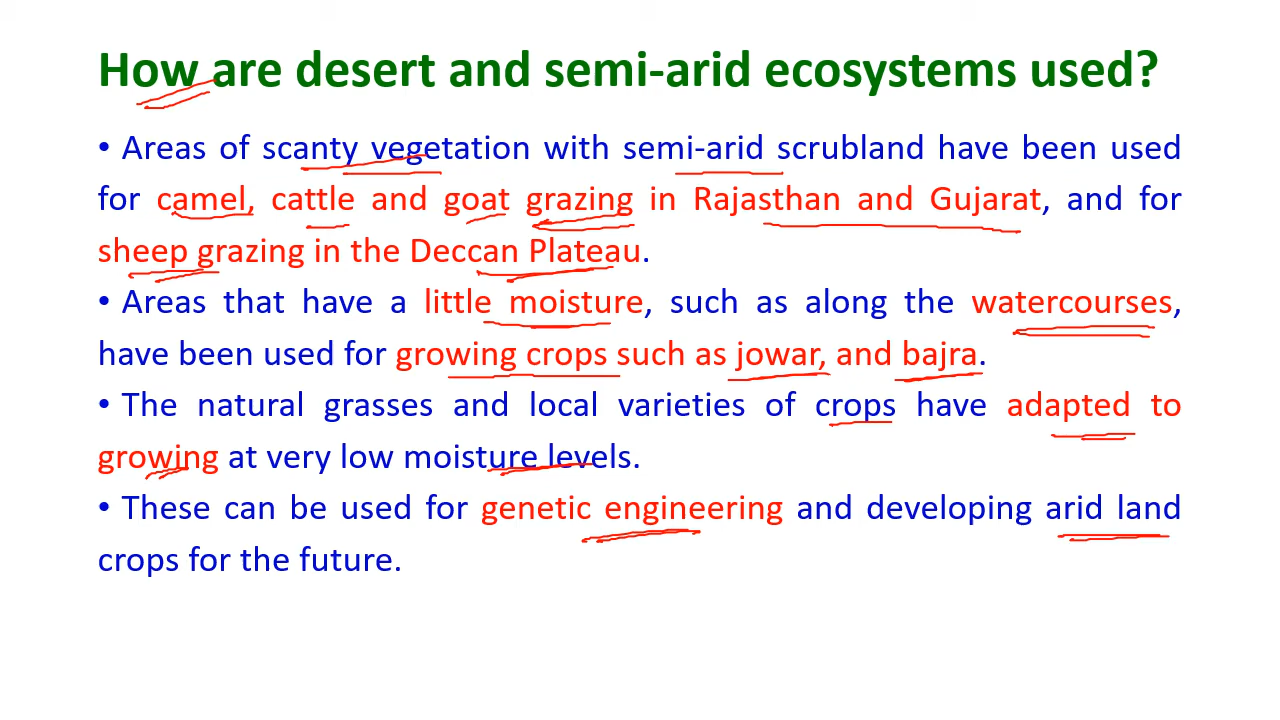 How are desert and semi-arid ecosystems used?
• Areas of scanty vegetation with semi-arid scrubland have been used
for camel, cattle and goat grazing in Rajasthan and Gujarat, and for
sheep grazing in the Deccan Plateau.
• Areas that have a little moisture, such as along the watercourses,
have been used for growing crops such as jowar, and bajra.
• The natural grasses and local varieties of crops have adapted to
growing at very low moisture levels.
• These can be used for genetic engineering and developing arid land
crops for the future.